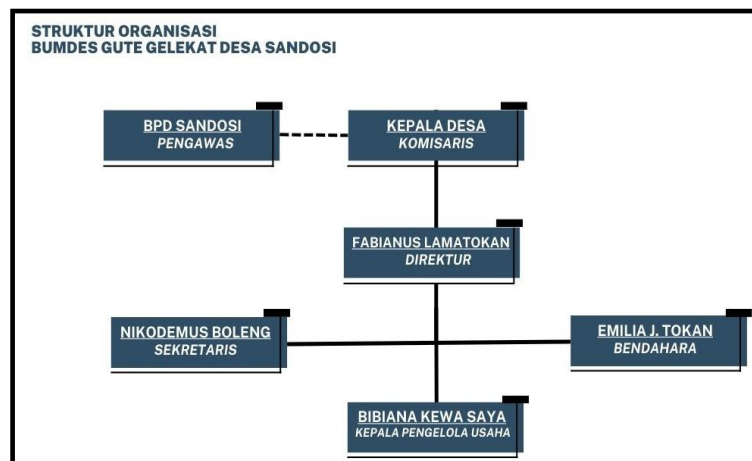 STRUKTUR ORGANISASI
BUMDES GUTE GELEKAT DESA SANDOSI
BPD SANDOSI
PENGAWAS
KEPALA DESA
KOMISARIS
FABIANUS LAMATOKAN
DIREKTUR
NIKODEMUS BOLENG
SEKRETARIS
EMILIA J. TOKAN
BENDAHARA
BIBIANA KEWA SAYA
KEPALA PENGELOLA USAHA